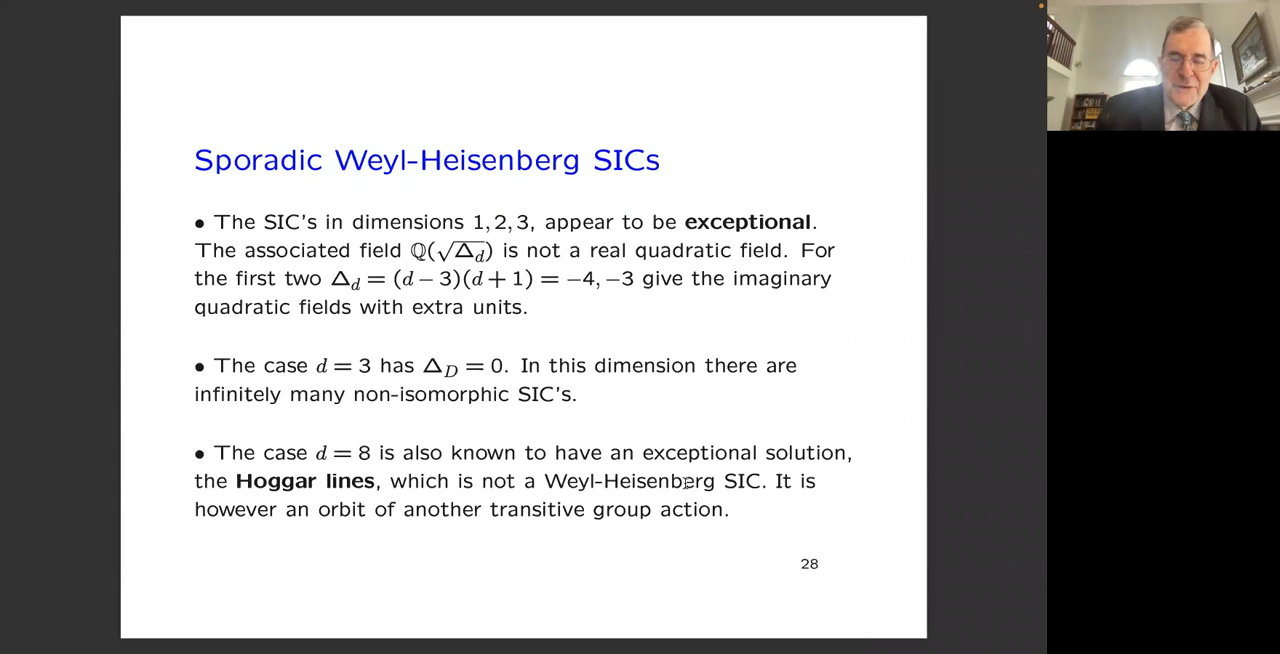 Sporadic Weyl-Heisenberg SICs
• The SIC's in dimensions 1, 2, 3, appear to be exceptional.
The associated field ℚ(√Δ_d) is not a real quadratic field. For
the first two Δ_d = (d − 3)(d + 1) = −4, −3 give the imaginary
quadratic fields with extra units.
• The case d = 3 has Δ_D = 0. In this dimension there are
infinitely many non-isomorphic SIC's.
• The case d = 8 is also known to have an exceptional solution,
the Hoggar lines, which is not a Weyl-Heisenberg SIC. It is
however an orbit of another transitive group action.
28